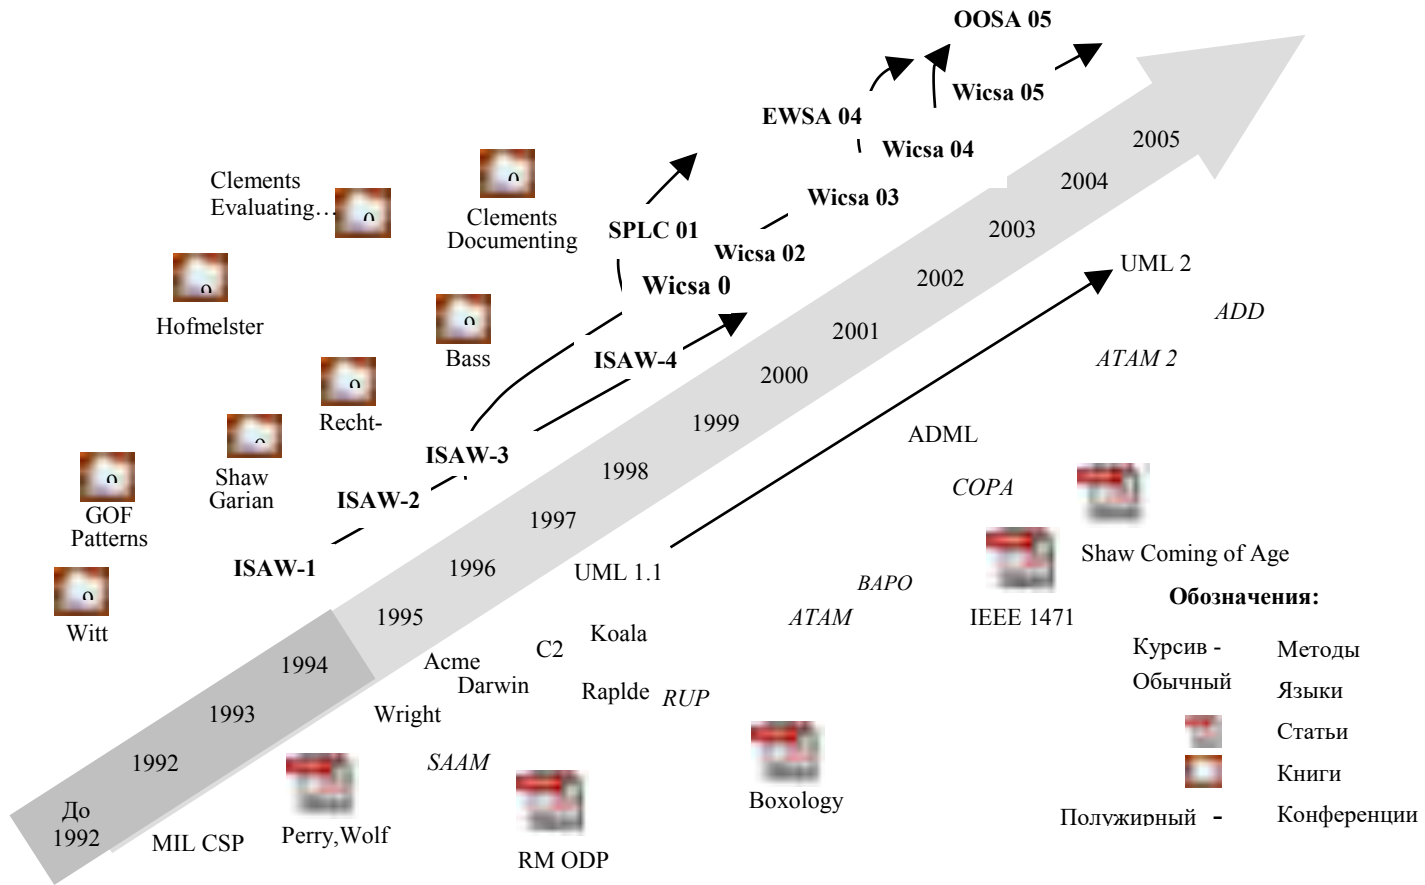 OOSA 05
Wicsa 05
EWSA 04
Wicsa 04
Wicsa 03
SPLC 01
Wicsa 02
Wicsa 0
ISAW-4
ISAW-3
ISAW-2
ISAW-1
Clements
Evaluating…
Clements
Documenting
Hofmelster
Bass
Recht-
Shaw
Garian
GOF
Patterns
Witt
2005
2004
2003
2002
2001
2000
1999
1998
1997
1996
1995
1994
1993
1992
До
1992
UML 2
ADD
ATAM 2
ADML
COPA
Shaw Coming of Age
UML 1.1
BAPO
ATAM
IEEE 1471
Koala
C2
Acme
Darwin
Raplde
RUP
Wright
SAAM
Boxology
Perry,Wolf
MIL CSP
RM ODP
Обозначения:
Курсив - Методы
Обычный Языки
Статьи
Книги
Полужирный - Конференции